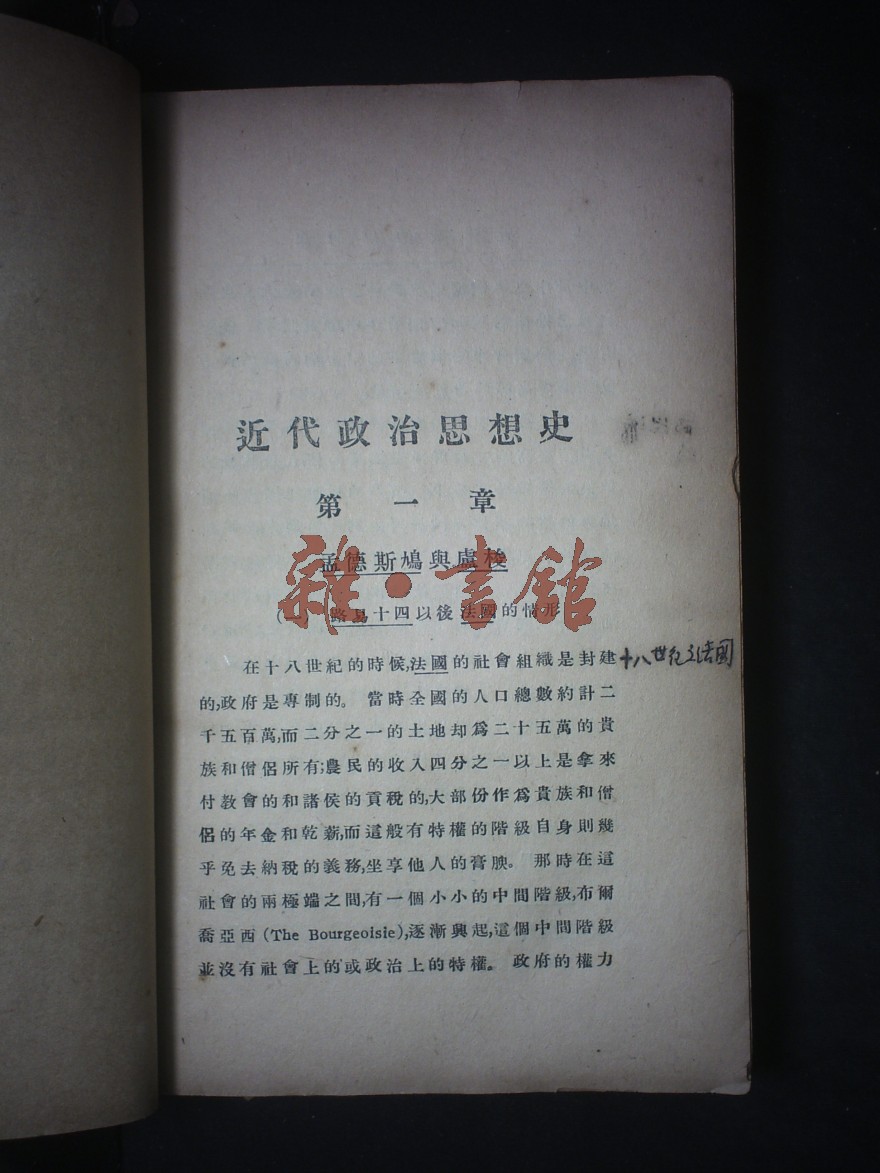 近代政治思想史
第一章
孟德斯鳩與盧梭
(一)路易十四以後法國的情形
在十八世紀的時候,法國的社會組織是封建
十八世紀之法國
的,政府是專制的。當時全國的人口總數約計二
千五百萬,而二分之一的土地却爲二十五萬的貴
族和僧侶所有;農民的收入四分之一以上是拿來
付教會的和諸侯的貢稅的,大部份作爲貴族和僧
侶的年金和乾薪,而這般有特權的階級自身則幾
乎免去納稅的義務,坐享他人的膏腴。那時在這
社會的兩極端之間,有一個小小的中間階級,布爾
喬亞西(The Bourgeoisie),逐漸興起,這個中間階級
並沒有社會上的或政治上的特權。政府的權力
雜·書館